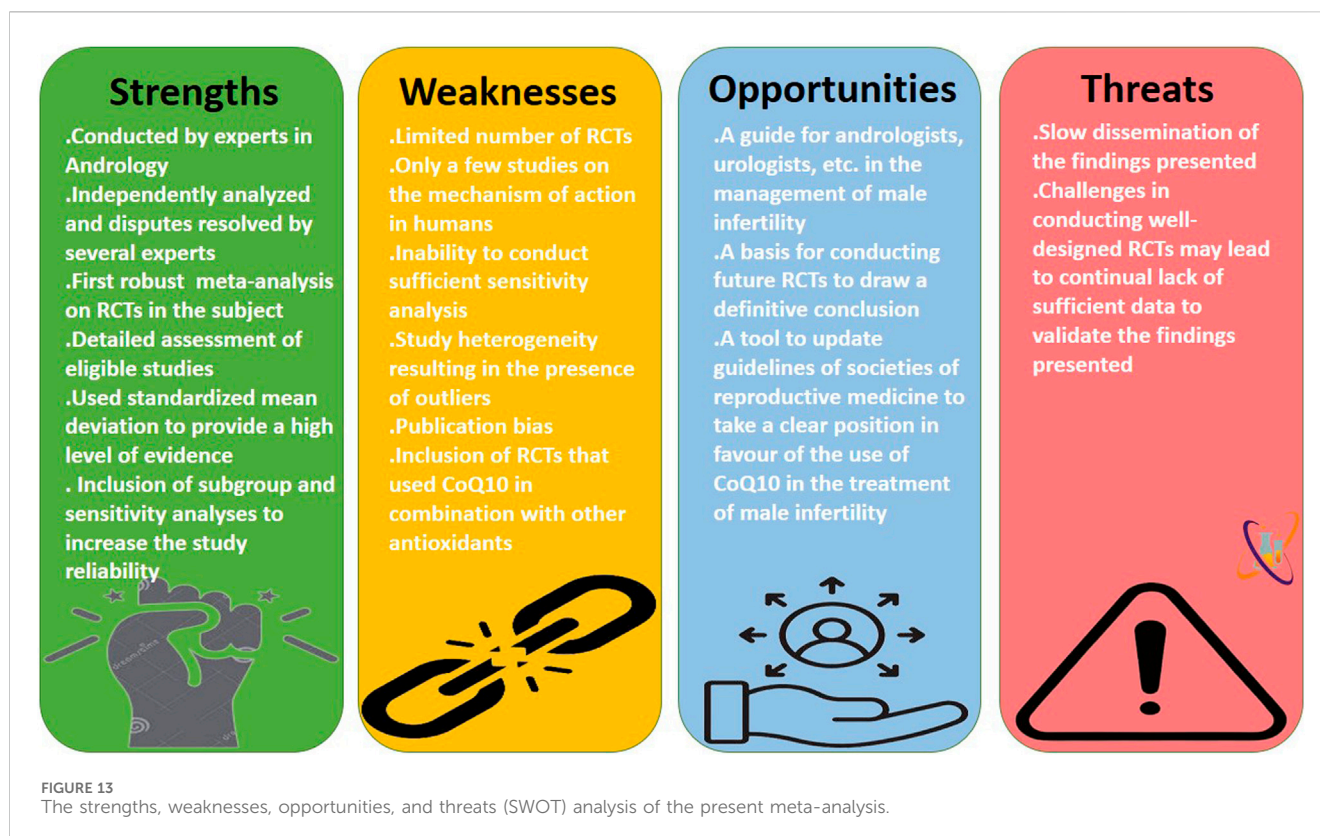 Strengths
.Conducted by experts in
Andrology
.Independently analyzed
and disputes resolved by
several experts
.First robust meta-analysis
on RCTs in the subject
.Detailed assessment of
eligible studies
.Used standardized mean
deviation to provide a high
level of evidence
. Inclusion of subgroup and
sensitivity analyses to
increase the study
reliability
dreamstime
Weaknesses
.Limited number of RCTs
.Only a few studies on
the mechanism of action
in humans
.Inability to conduct
sufficient sensitivity
analysis
.Study heterogeneity
resulting in the presence
of outliers
.Publication bias
.Inclusion of RCTs that
used CoQ10 in
combination with other
antioxidants
Opportunities
.A guide for andrologists,
urologists, etc. in the
management of male
infertility
.A basis for conducting
future RCTs to draw a
definitive conclusion
.A tool to update
guidelines of societies of
reproductive medicine to
take a clear position in
favour of the use of
CoQ10 in the treatment
of male infertility
Threats
.Slow dissemination of
the findings presented
.Challenges in
conducting well-
designed RCTs may lead
to continual lack of
sufficient data to
validate the findings
presented
FIGURE 13
The strengths, weaknesses, opportunities, and threats (SWOT) analysis of the present meta-analysis.